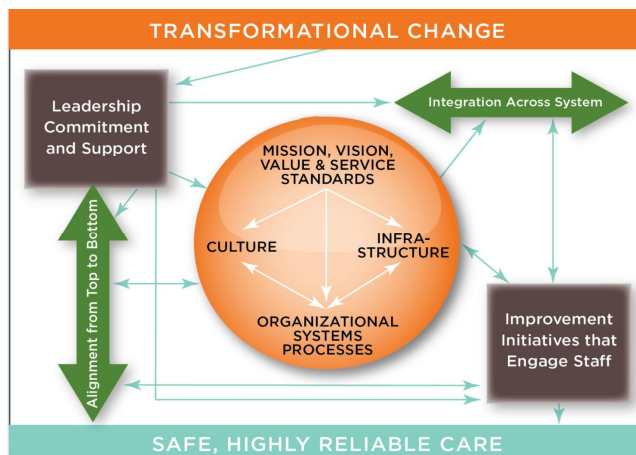 TRANSFORMATIONAL CHANGE
Leadership
Commitment
and Support
Integration Across System
MISSION, VISION,
VALUE & SERVICE
STANDARDS
CULTURE
INFRA-
STRUCTURE
ORGANIZATIONAL
SYSTEMS
PROCESSES
Alignment from Top to Bottom
Improvement
Initiatives that
Engage Staff
SAFE, HIGHLY RELIABLE CARE